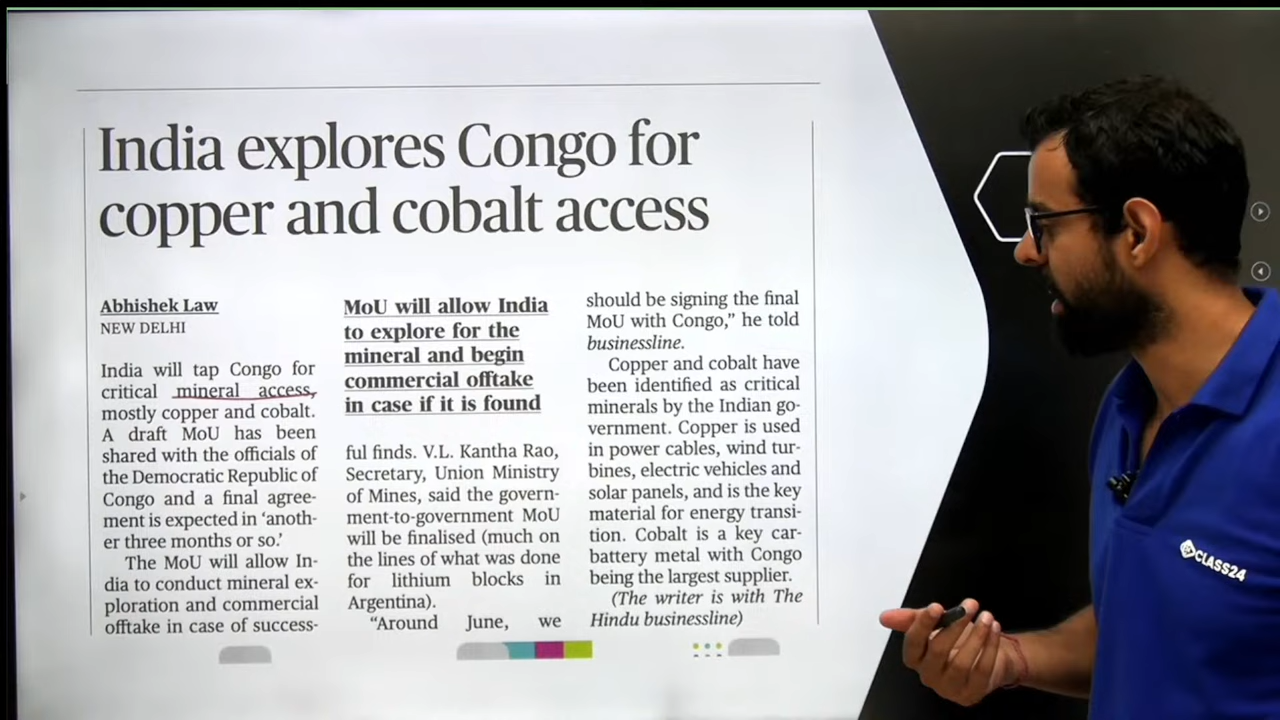 India explores Congo for
copper and cobalt access
Abhishek Law
NEW DELHI
India will tap Congo for
critical mineral access,
mostly copper and cobalt.
A draft MoU has been
shared with the officials of
the Democratic Republic of
Congo and a final agree-
ment is expected in ‘anoth-
er three months or so.’
The MoU will allow In-
dia to conduct mineral ex-
ploration and commercial
offtake in case of success-
MoU will allow India
to explore for the
mineral and begin
commercial offtake
in case if it is found
ful finds. V.L. Kantha Rao,
Secretary, Union Ministry
of Mines, said the govern-
ment-to-government MoU
will be finalised (much on
the lines of what was done
for lithium blocks in
Argentina).
“Around June, we
should be signing the final
MoU with Congo,” he told
businessline.
Copper and cobalt have
been identified as critical
minerals by the Indian go-
vernment. Copper is used
in power cables, wind tur-
bines, electric vehicles and
solar panels, and is the key
material for energy transi-
tion. Cobalt is a key car-
battery metal with Congo
being the largest supplier.
(The writer is with The
Hindu businessline)
CLASS24